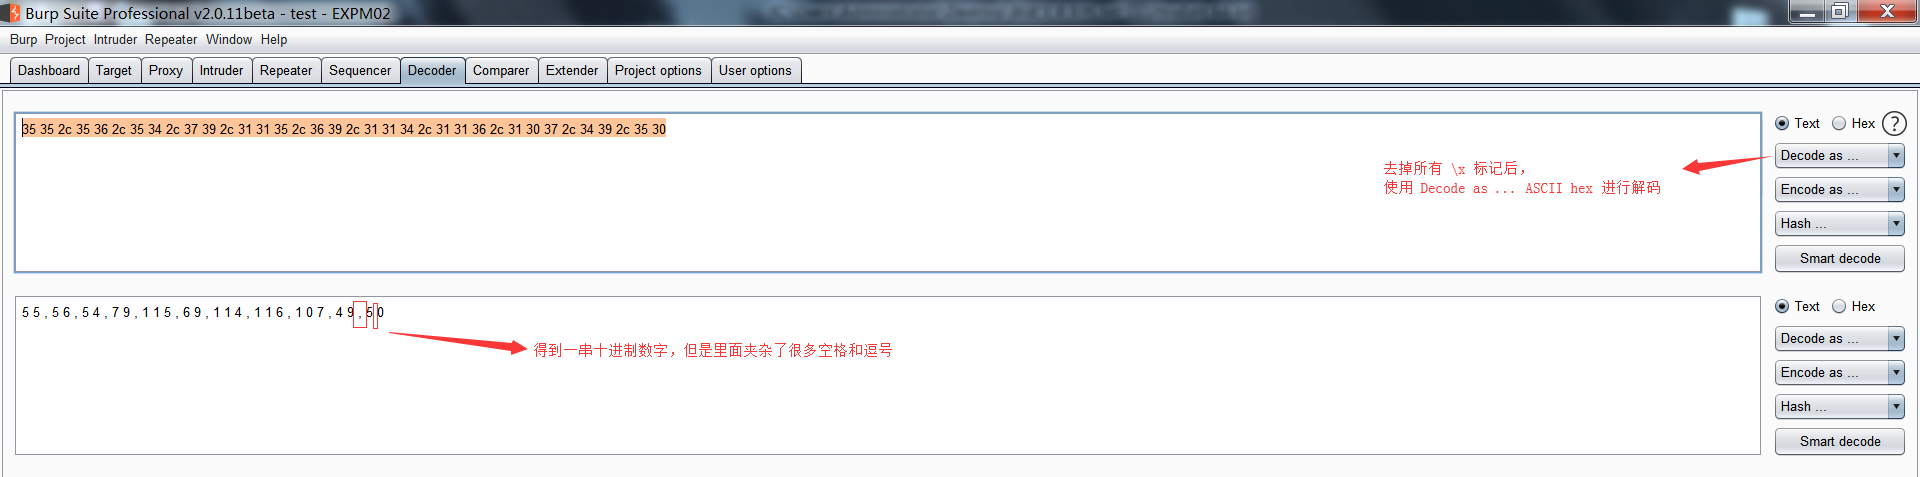 Burp Suite Professional v2.0.11beta - test - EXPM02
Burp Project Intruder Repeater Window Help
Dashboard Target Proxy Intruder Repeater Sequencer Decoder Comparer Extender Project options User options
35 35 2c 35 36 2c 35 34 2c 37 39 2c 31 31 35 2c 36 39 2c 31 31 34 2c 31 31 36 2c 31 30 37 2c 34 39 2c 35 30
Text Hex ?
Decode as ...
去掉所有 \x 标记后，
使用 Decode as ... ASCII hex 进行解码
Encode as ...
Hash ...
Smart decode
5 5 , 5 6 , 5 4 , 7 9 , 1 1 5 , 6 9 , 1 1 4 , 1 1 6 , 1 0 7 , 4 9 , 5 0
Text Hex
Decode as ...
得到一串十进制数字，但是里面夹杂了很多空格和逗号
Encode as ...
Hash ...
Smart decode